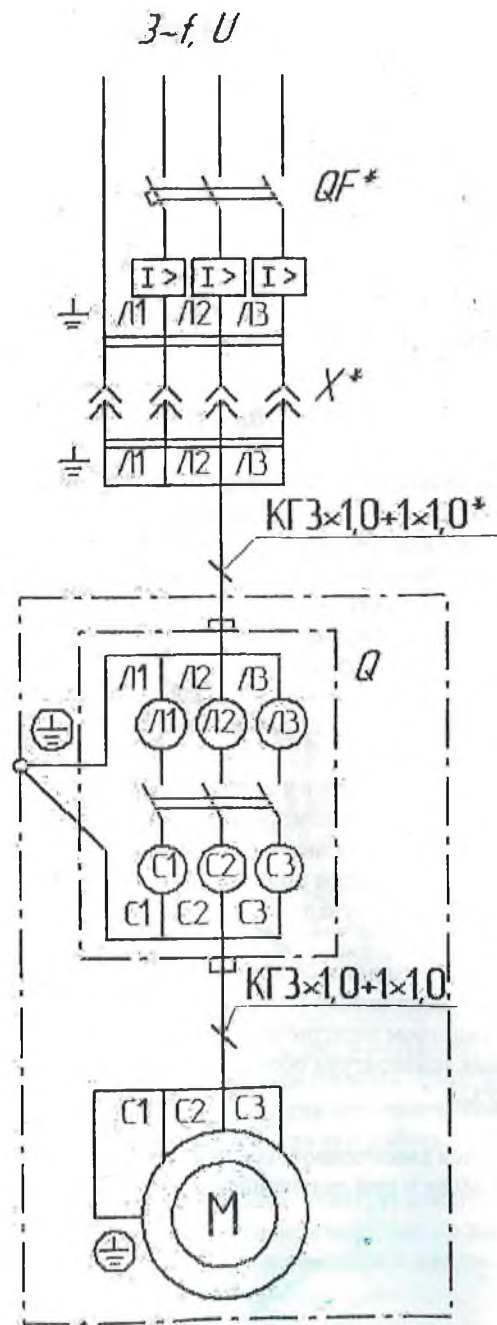 3~f, U
QF*
I > I > I >
Л1 Л2 Л3
X*
Л1 Л2 Л3
КГ3×1,0+1×1,0*
Q
Л1 Л2 Л3
Л1 Л2 Л3
С1 С2 С3
С1 С2 С3
КГ3×1,0+1×1,0
С1 С2 С3
М